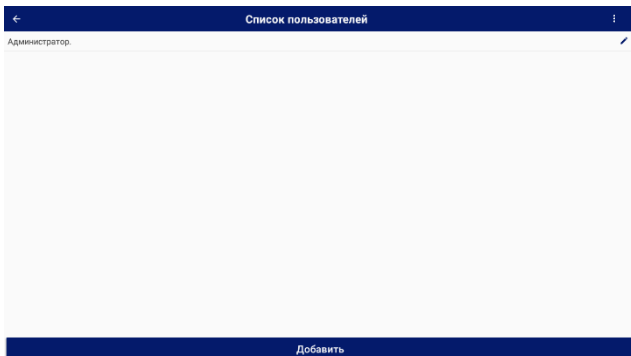 Список пользователей
Администратор.
Добавить